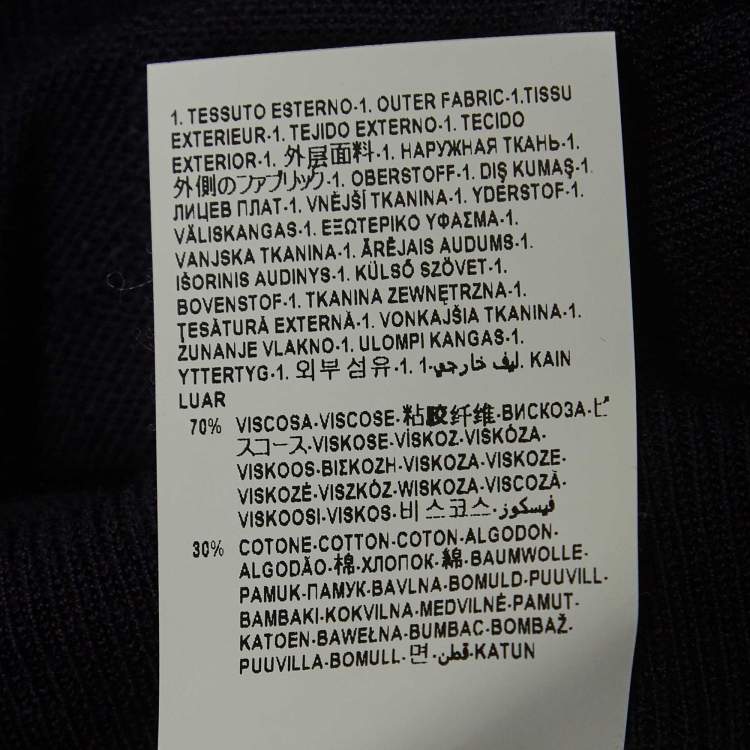 1. TESSUTO ESTERNO-1. OUTER FABRIC-1.TISSU
EXTERIEUR-1. TEJIDO EXTERNO-1. TECIDO
EXTERIOR-1. 外层面料-1. НАРУЖНАЯ ТКАНЬ-1.
外側のファブリック-1. OBERSTOFF-1. DIŞ KUMAŞ-1.
ЛИЦЕВ ПЛАТ-1. VNĚJŠÍ TKANINA-1. YDERSTOF-1.
VÄLISKANGAS-1. ΕΞΩΤΕΡΙΚΟ ΥΦΑΣΜΑ-1.
VANJSKA TKANINA-1. ĀRĒJAIS AUDUMS-1.
IŠORINIS AUDINYS-1. KÜLSŐ SZÖVET-1.
BOVENSTOF-1. TKANINA ZEWNĘTRZNA-1.
ŢESĂTURĂ EXTERNĂ-1. VONKAJŠIA TKANINA-1.
ZUNANJE VLAKNO-1. ULOMPI KANGAS-1.
YTTERTYG-1. 외부 섬유-1. ليف خارجي-1. KAIN
LUAR
70% VISCOSA-VISCOSE-粘胶纤维-ВИСКОЗА-ビ
スコース-VISKOSE-VİSKOZ-VISKÓZA-
VISKOOS-ΒΙΣΚΟΖΗ-VISKOZA-VISKOZE-
VISKOZĖ-VISZKÓZ-WISKOZA-VISCOZĂ-
VISKOOSI-VISKOS-비스코스-فيسكوز
30% COTONE-COTTON-COTON-ALGODON-
ALGODÃO-棉-ХЛОПОК-綿-BAUMWOLLE-
PAMUK-ПАМУК-BAVLNA-BOMULD-PUUVILL-
BAMBAKI-KOKVILNA-MEDVILNĖ-PAMUT-
KATOEN-BAWEŁNA-BUMBAC-BOMBAŽ-
PUUVILLA-BOMULL-면-قطن-KATUN